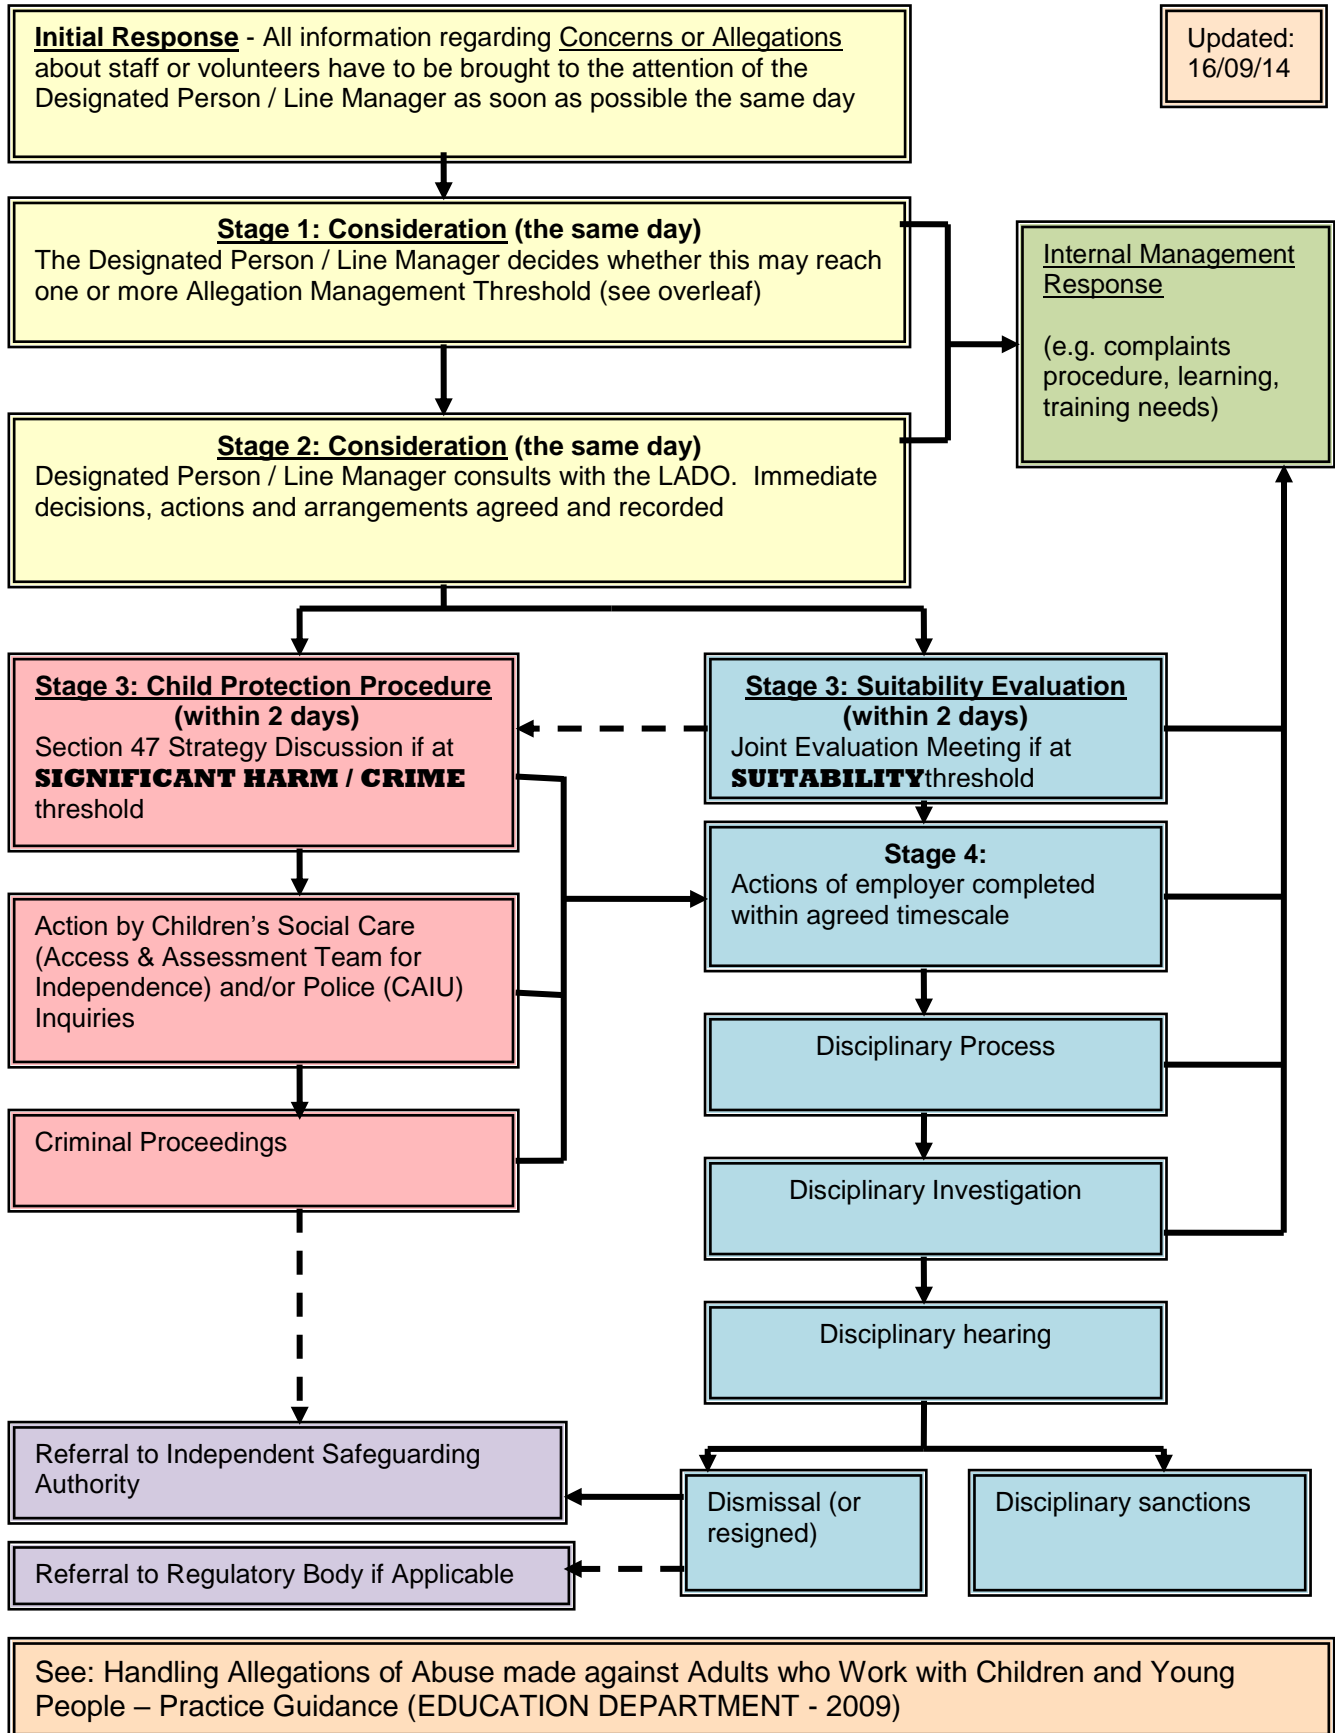 Initial Response - All information regarding Concerns or Allegations
about staff or volunteers have to be brought to the attention of the
Designated Person / Line Manager as soon as possible the same day
Updated:
16/09/14
Stage 1: Consideration (the same day)
The Designated Person / Line Manager decides whether this may reach
one or more Allegation Management Threshold (see overleaf)
Internal Management
Response
(e.g. complaints
procedure, learning,
training needs)
Stage 2: Consideration (the same day)
Designated Person / Line Manager consults with the LADO.  Immediate
decisions, actions and arrangements agreed and recorded
Stage 3: Child Protection Procedure
(within 2 days)
Section 47 Strategy Discussion if at
SIGNIFICANT HARM / CRIME
threshold
Stage 3: Suitability Evaluation
(within 2 days)
Joint Evaluation Meeting if at
SUITABILITYthreshold
Stage 4:
Actions of employer completed
within agreed timescale
Action by Children’s Social Care
(Access & Assessment Team for
Independence) and/or Police (CAIU)
Inquiries
Disciplinary Process
Criminal Proceedings
Disciplinary Investigation
Disciplinary hearing
Referral to Independent Safeguarding
Authority
Dismissal (or
resigned)
Disciplinary sanctions
Referral to Regulatory Body if Applicable
See: Handling Allegations of Abuse made against Adults who Work with Children and Young
People – Practice Guidance (EDUCATION DEPARTMENT - 2009)